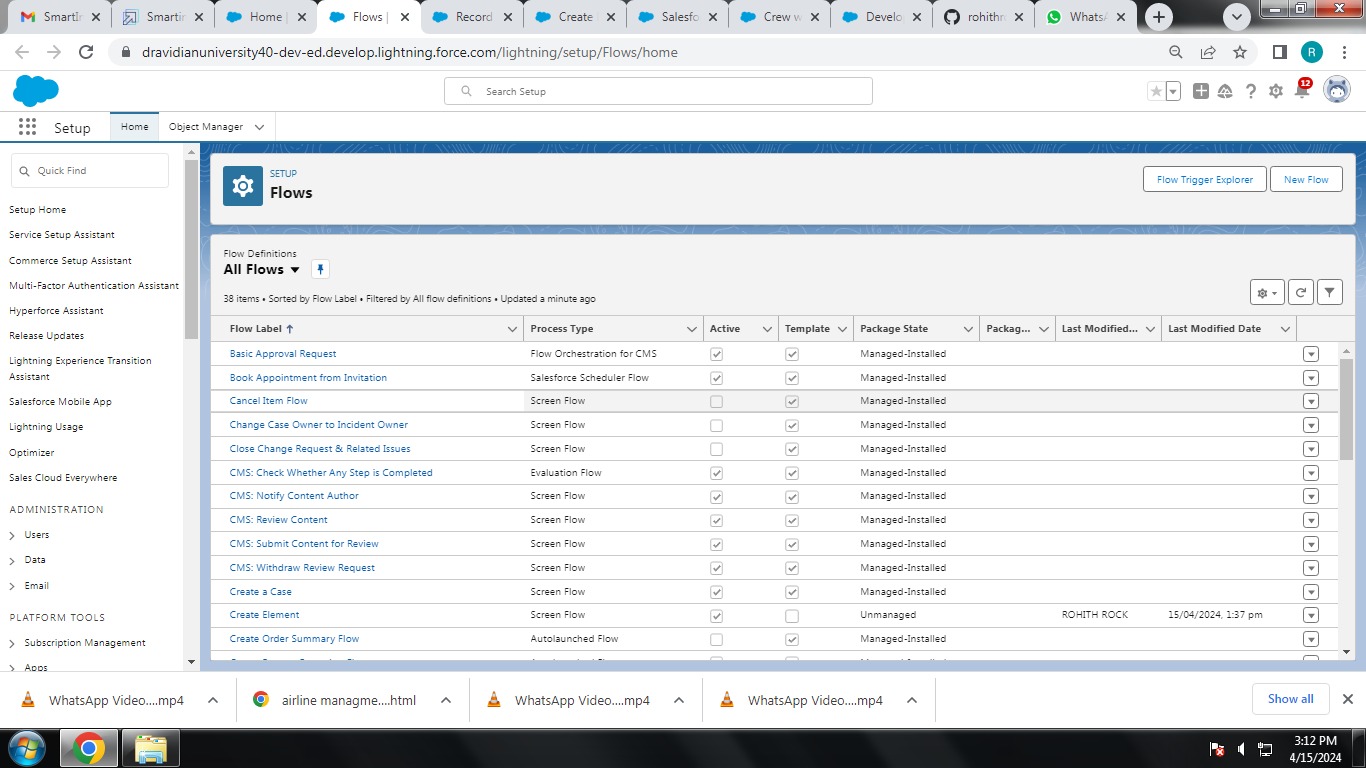 SmartIn
Smartin
Home |
Flows |
Record
Create
Salesfo
Crew w
Develo
rohithr
WhatsA
dravidianuniversity40-dev-ed.develop.lightning.force.com/lightning/setup/Flows/home
R
Search Setup
12
Setup
Home
Object Manager
Quick Find
Setup Home
Service Setup Assistant
Commerce Setup Assistant
Multi-Factor Authentication Assistant
Hyperforce Assistant
Release Updates
Lightning Experience Transition
Assistant
Salesforce Mobile App
Lightning Usage
Optimizer
Sales Cloud Everywhere
ADMINISTRATION
Users
Data
Email
PLATFORM TOOLS
Subscription Management
Apps
SETUP
Flows
Flow Trigger Explorer
New Flow
Flow Definitions
All Flows
38 items • Sorted by Flow Label • Filtered by All flow definitions • Updated a minute ago
Flow Label Process Type Active Template Package State Packag... Last Modified... Last Modified Date
Basic Approval Request Flow Orchestration for CMS Managed-Installed
Book Appointment from Invitation Salesforce Scheduler Flow Managed-Installed
Cancel Item Flow Screen Flow Managed-Installed
Change Case Owner to Incident Owner Screen Flow Managed-Installed
Close Change Request & Related Issues Screen Flow Managed-Installed
CMS: Check Whether Any Step is Completed Evaluation Flow Managed-Installed
CMS: Notify Content Author Screen Flow Managed-Installed
CMS: Review Content Screen Flow Managed-Installed
CMS: Submit Content for Review Screen Flow Managed-Installed
CMS: Withdraw Review Request Screen Flow Managed-Installed
Create a Case Screen Flow Managed-Installed
Create Element Screen Flow Unmanaged ROHITH ROCK 15/04/2024, 1:37 pm
Create Order Summary Flow Autolaunched Flow Managed-Installed
WhatsApp Video....mp4
airline managme....html
WhatsApp Video....mp4
WhatsApp Video....mp4
Show all
3:12 PM
4/15/2024